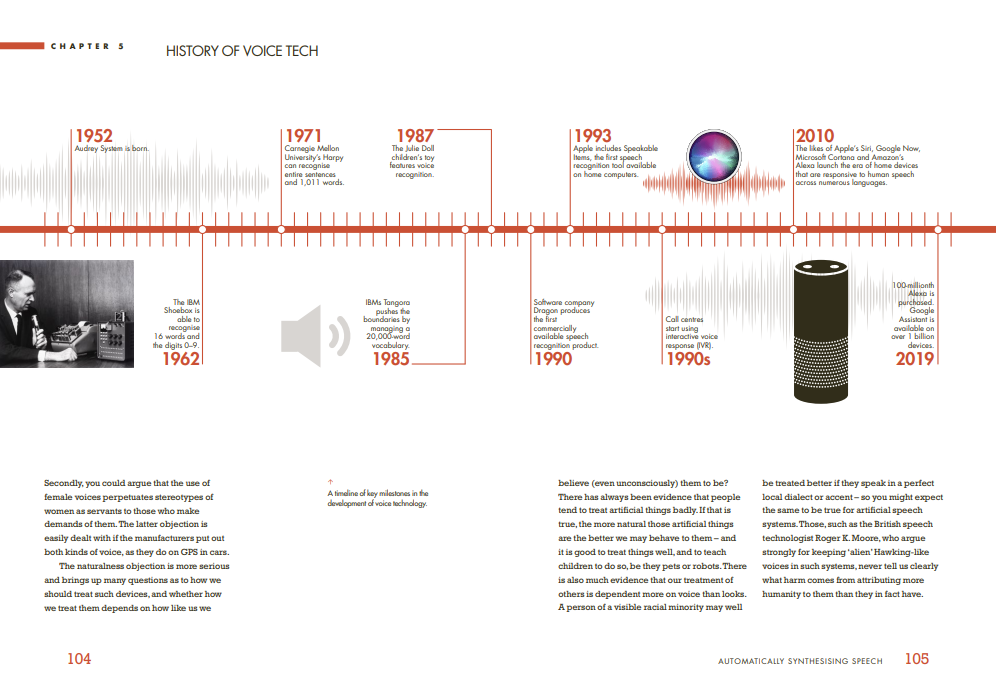 CHAPTER 5
HISTORY OF VOICE TECH
1952
Audrey System is born.
1971
Carnegie Mellon
University's Harpy
can recognise
entire sentences
and 1,011 words.
1987
The Julie Doll
children's toy
features voice
recognition.
1993
Apple includes Speakable
Items, the first speech
recognition tool available
on home computers.
2010
The likes of Apple's Siri, Google Now,
Microsoft Cortana and Amazon's
Alexa launch the era of home devices
that are responsive to human speech
across numerous languages.
The IBM
Shoebox is
able to
recognise
16 words and
the digits 0–9.
1962
IBMs Tangora
pushes the
boundaries by
managing a
20,000-word
vocabulary.
1985
Software company
Dragon produces
the first
commercially
available speech
recognition product.
1990
Call centres
start using
interactive voice
response (IVR).
1990s
100-millionth
Alexa is
purchased.
Google
Assistant is
available on
over 1 billion
devices.
2019
Secondly, you could argue that the use of
female voices perpetuates stereotypes of
women as servants to those who make
demands of them. The latter objection is
easily dealt with if the manufacturers put out
both kinds of voice, as they do on GPS in cars.
The naturalness objection is more serious
and brings up many questions as to how we
should treat such devices, and whether how
we treat them depends on how like us we
↑
A timeline of key milestones in the
development of voice technology.
believe (even unconsciously) them to be?
There has always been evidence that people
tend to treat artificial things badly. If that is
true, the more natural those artificial things
are the better we may behave to them – and
it is good to treat things well, and to teach
children to do so, be they pets or robots. There
is also much evidence that our treatment of
others is dependent more on voice than looks.
A person of a visible racial minority may well
be treated better if they speak in a perfect
local dialect or accent – so you might expect
the same to be true for artificial speech
systems. Those, such as the British speech
technologist Roger K. Moore, who argue
strongly for keeping 'alien' Hawking-like
voices in such systems, never tell us clearly
what harm comes from attributing more
humanity to them than they in fact have.
104
AUTOMATICALLY SYNTHESISING SPEECH
105